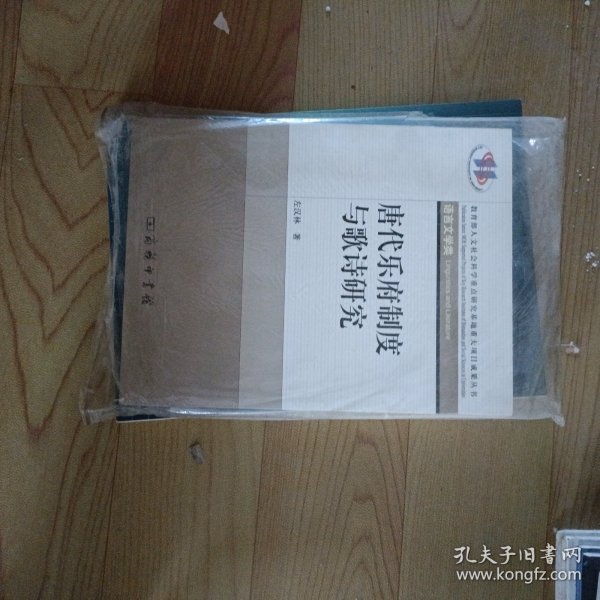 教育部人文社会科学重点研究基地重大项目成果丛书
语言文学类
唐代乐府制度
与歌诗研究
左汉林 著
商务印书馆
孔夫子旧书网
www.kongfz.com